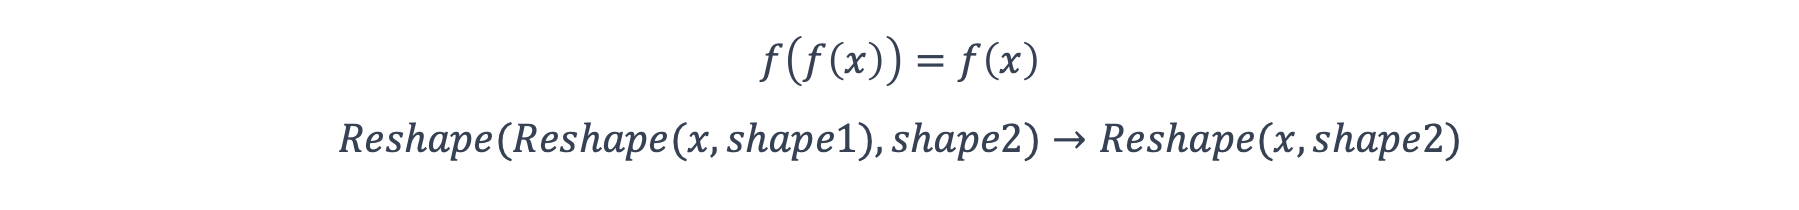 f(f(x)) = f(x)
Reshape(Reshape(x, shape1), shape2) → Reshape(x, shape2)